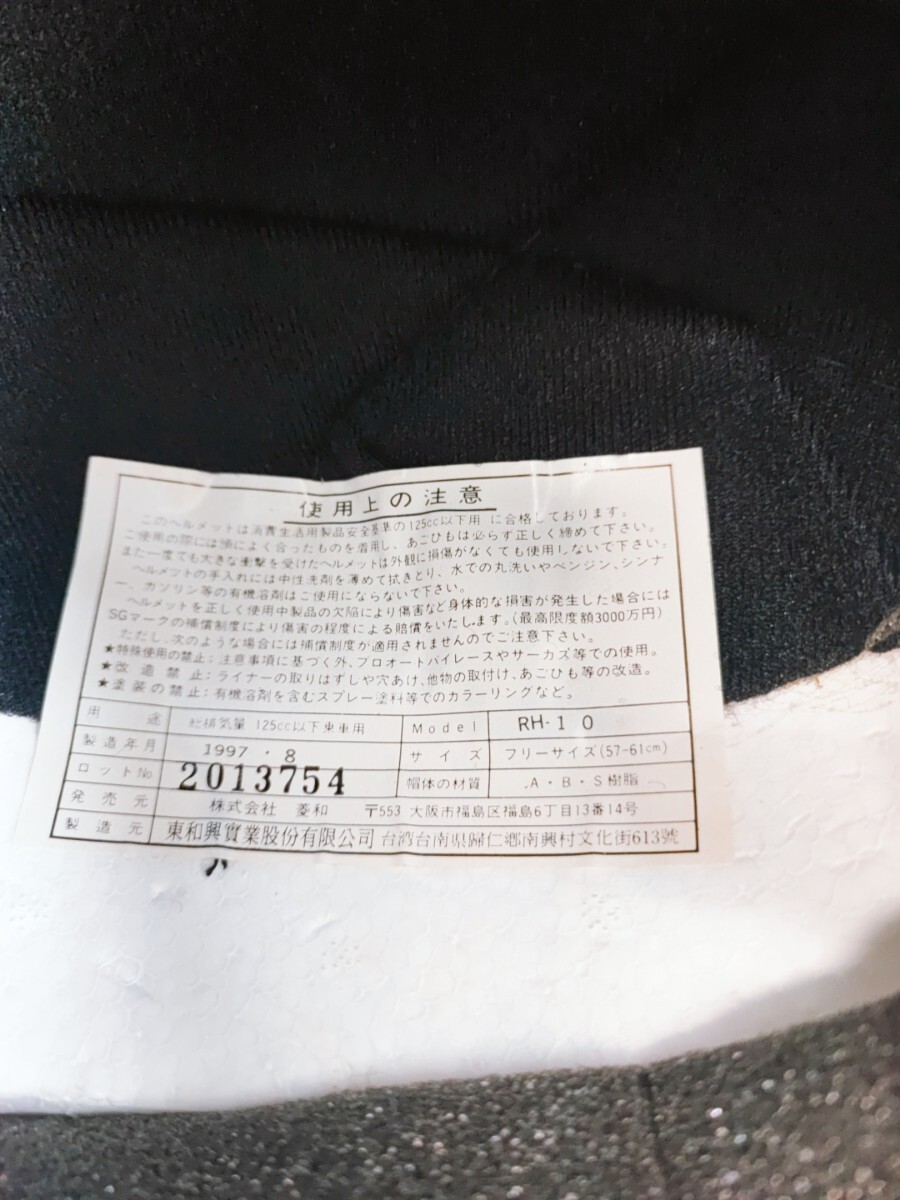 使用上の注意
このヘルメットは消費生活用製品安全基準の125cc以下用 に合格しております。
ご使用の際には頭によく合ったものを着用し、あごひもは必らず正しく締めて下さい。
また一度でも大きな衝撃を受けたヘルメットは外観に損傷がなくても使用しないで下さい。
ヘルメットの手入れには中性洗剤を薄めて拭きとり、水での丸洗いやベンジン、シンナ
ー、ガソリン等の有機溶剤はご使用にならないで下さい。
ヘルメットを正しく使用中製品の欠陥により傷害など身体的な損害が発生した場合には
SGマークの補償制度により傷害の程度による賠償をいたします。(最高限度額3000万円)
ただし、次のような場合には補償制度が適用されませんのでご注意下さい。
★特殊使用の禁止:注意事項に基づく外、プロオートバイレースやサーカズ等での使用。
★改造禁止:ライナーの取りはずしや穴あけ、他物の取付け、あごひも等の改造。
★塗装の禁止:有機溶剤を含むスプレー塗料等でのカラーリングなど。
用途 総排気量 125cc以下乗車用 Model RH-10
製造年月 1997.8 サイズ フリーサイズ(57-61cm)
ロットNo 2013754 帽体の材質 A・B・S樹脂
発売元 株式会社 菱和 〒553 大阪市福島区福島6丁目13番14号
製造元 東和興實業股份有限公司 台湾台南県歸仁郷南興村文化街613號